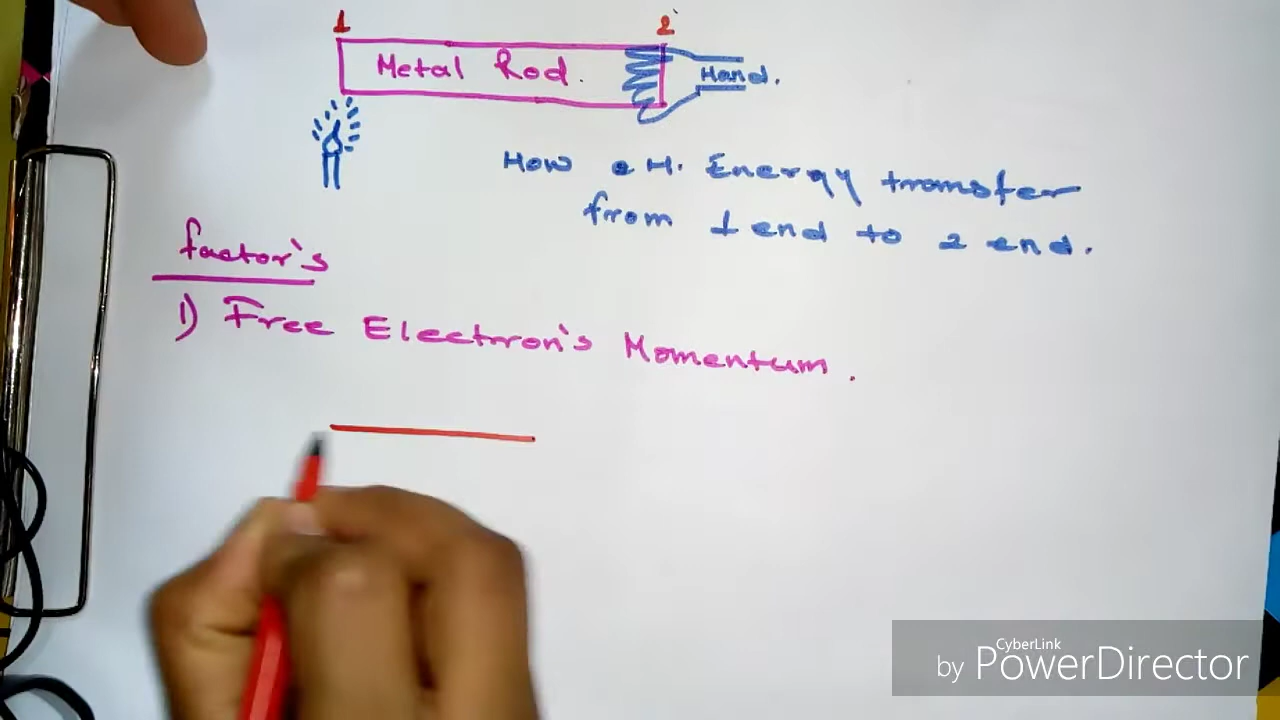 1 2
Metal Rod.
Hand.
How H. Energy transfer
from 1 end to 2 end.
factor's
1) Free Electron's Momentum.
CyberLink
by PowerDirector